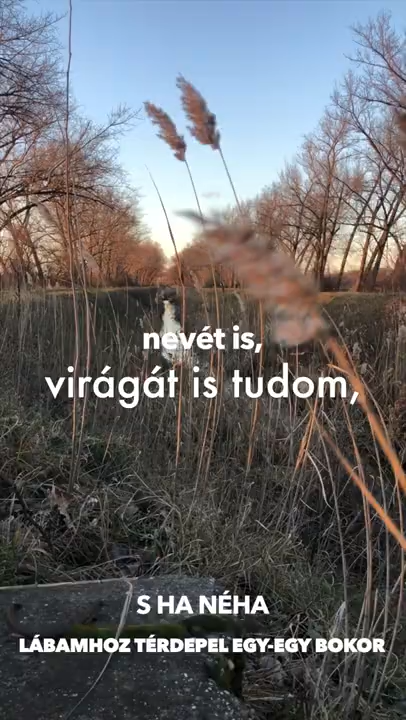 nevét is,
virágát is tudom,
S HA NÉHA
LÁBAMHOZ TÉRDEPEL EGY-EGY BOKOR